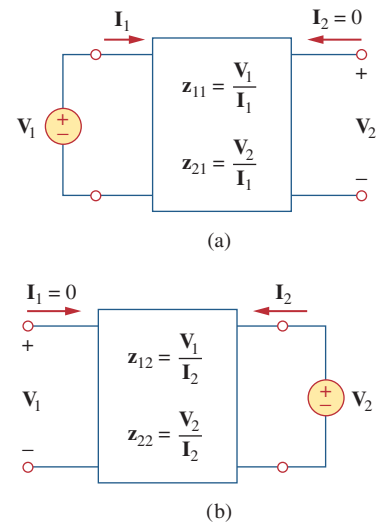 I₁ I₂ = 0
z₁₁ = V₁/I₁
+
V₁ + − V₂
z₂₁ = V₂/I₁
−
(a)
I₁ = 0 I₂
+
z₁₂ = V₁/I₂
V₁ + − V₂
z₂₂ = V₂/I₂
−
(b)